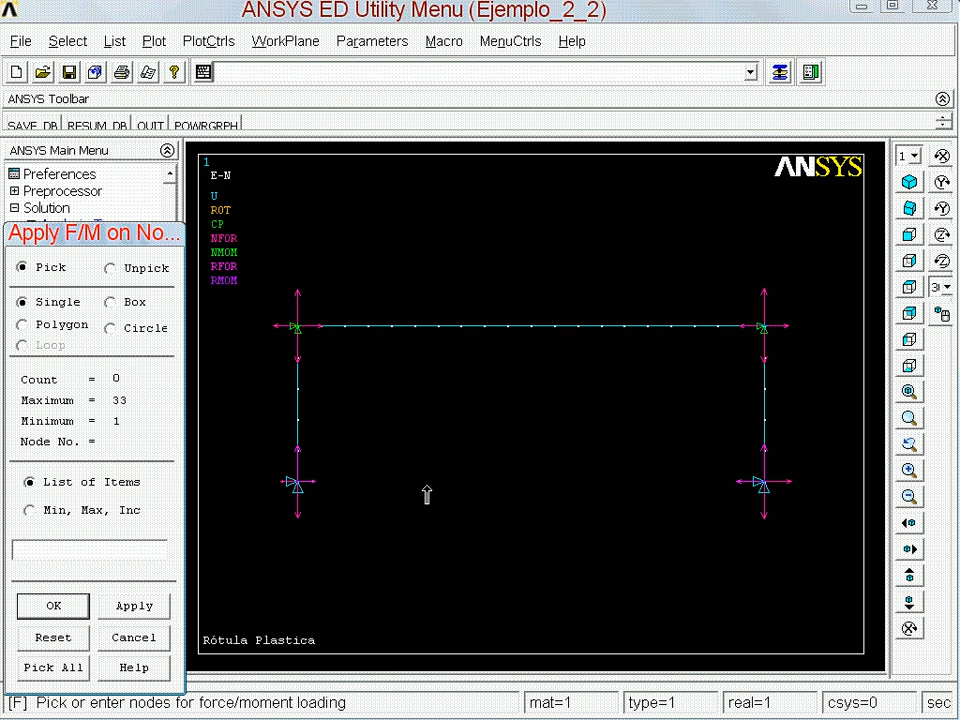 ANSYS ED Utility Menu (Ejemplo_2_2)
File Select List Plot PlotCtrls WorkPlane Parameters Macro MenuCtrls Help
ANSYS Toolbar
SAVE_DB RESUM_DB QUIT POWRGRPH
ANSYS Main Menu
Preferences
Preprocessor
Solution
Apply F/M on No...
Pick Unpick
Single Box
Polygon Circle
Loop
Count = 0
Maximum = 33
Minimum = 1
Node No. =
List of Items
Min, Max, Inc
OK Apply
Reset Cancel
Pick All Help
1
E-N
U
ROT
CP
NFOR
NMOM
RFOR
RMOM
ANSYS
Rótula Plastica
1
[F] Pick or enter nodes for force/moment loading
mat=1 type=1 real=1 csys=0 sec